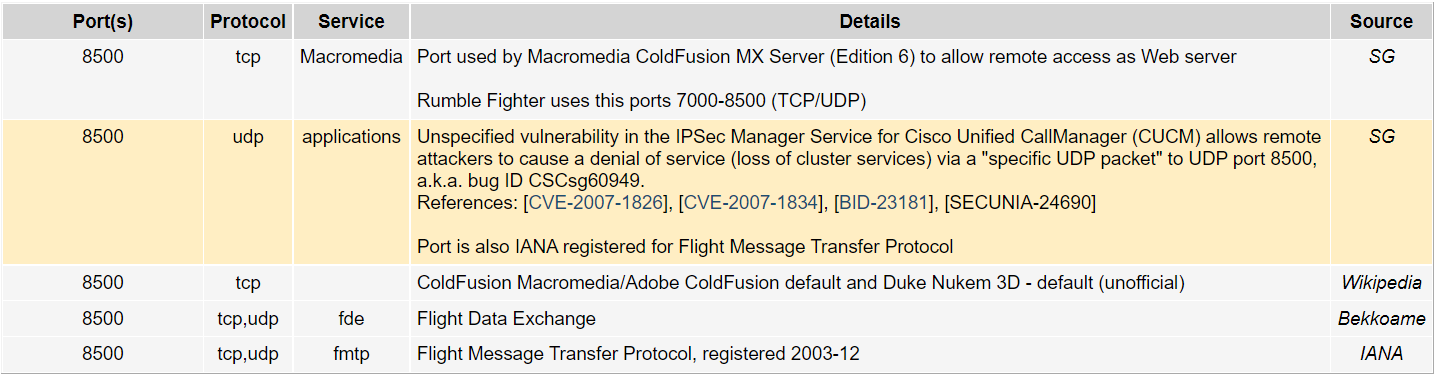 Port(s) Protocol Service Details Source
8500 tcp Macromedia Port used by Macromedia ColdFusion MX Server (Edition 6) to allow remote access as Web server SG
Rumble Fighter uses this ports 7000-8500 (TCP/UDP)
8500 udp applications Unspecified vulnerability in the IPSec Manager Service for Cisco Unified CallManager (CUCM) allows remote SG
attackers to cause a denial of service (loss of cluster services) via a "specific UDP packet" to UDP port 8500,
a.k.a. bug ID CSCsg60949.
References: [CVE-2007-1826], [CVE-2007-1834], [BID-23181], [SECUNIA-24690]
Port is also IANA registered for Flight Message Transfer Protocol
8500 tcp ColdFusion Macromedia/Adobe ColdFusion default and Duke Nukem 3D - default (unofficial) Wikipedia
8500 tcp,udp fde Flight Data Exchange Bekkoame
8500 tcp,udp fmtp Flight Message Transfer Protocol, registered 2003-12 IANA